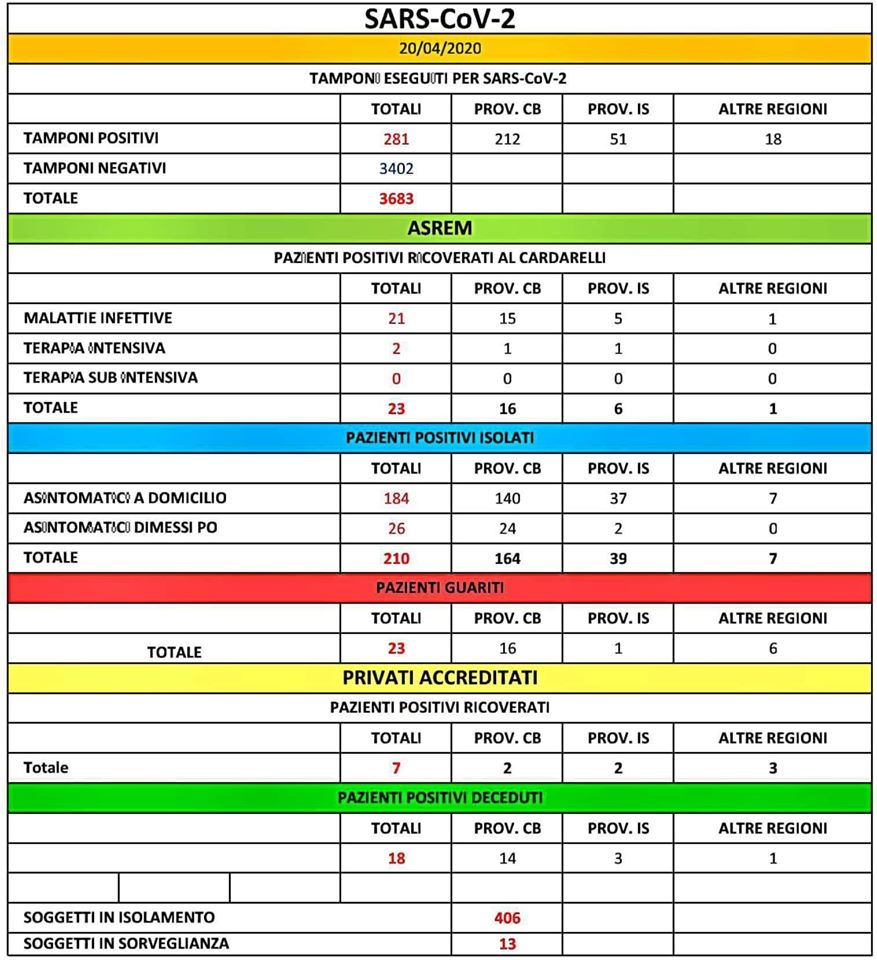 SARS-CoV-2
20/04/2020
TAMPONI ESEGUITI PER SARS-CoV-2
TOTALI PROV. CB PROV. IS ALTRE REGIONI
TAMPONI POSITIVI 281 212 51 18
TAMPONI NEGATIVI 3402
TOTALE 3683
ASREM
PAZIENTI POSITIVI RICOVERATI AL CARDARELLI
TOTALI PROV. CB PROV. IS ALTRE REGIONI
MALATTIE INFETTIVE 21 15 5 1
TERAPIA INTENSIVA 2 1 1 0
TERAPIA SUB INTENSIVA 0 0 0 0
TOTALE 23 16 6 1
PAZIENTI POSITIVI ISOLATI
TOTALI PROV. CB PROV. IS ALTRE REGIONI
ASINTOMATICI A DOMICILIO 184 140 37 7
ASINTOMATICI DIMESSI PO 26 24 2 0
TOTALE 210 164 39 7
PAZIENTI GUARITI
TOTALI PROV. CB PROV. IS ALTRE REGIONI
TOTALE 23 16 1 6
PRIVATI ACCREDITATI
PAZIENTI POSITIVI RICOVERATI
TOTALI PROV. CB PROV. IS ALTRE REGIONI
Totale 7 2 2 3
PAZIENTI POSITIVI DECEDUTI
TOTALI PROV. CB PROV. IS ALTRE REGIONI
18 14 3 1
SOGGETTI IN ISOLAMENTO 406
SOGGETTI IN SORVEGLIANZA 13